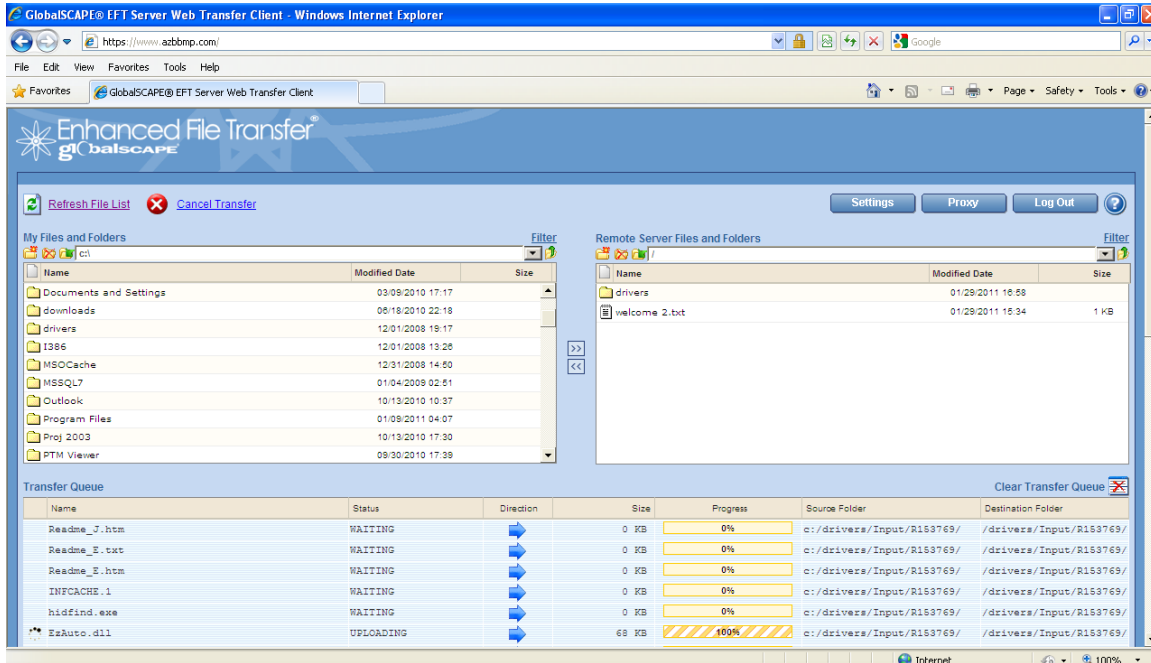 GlobalSCAPE® EFT Server Web Transfer Client - Windows Internet Explorer
https://www.azbbmp.com/
Google
File Edit View Favorites Tools Help
Favorites GlobalSCAPE® EFT Server Web Transfer Client Page Safety Tools
Enhanced File Transfer®
globalSCAPE
Refresh File List Cancel Transfer Settings Proxy Log Out ?
My Files and Folders Filter Remote Server Files and Folders Filter
c:\ /
Name Modified Date Size Name Modified Date Size
Documents and Settings 03/09/2010 17:17 drivers 01/29/2011 16:58
downloads 06/18/2010 22:18 welcome 2.txt 01/29/2011 15:34 1 KB
drivers 12/01/2008 19:17
I386 12/01/2008 13:26
>>
MSOCache 12/31/2008 14:50
<<
MSSQL7 01/04/2009 02:51
Outlook 10/13/2010 10:37
Program Files 01/09/2011 04:07
Proj 2003 10/13/2010 17:30
PTM Viewer 09/30/2010 17:39
Transfer Queue Clear Transfer Queue
Name Status Direction Size Progress Source Folder Destination Folder
Readme_J.htm WAITING 0 KB 0% c:/drivers/Input/R153769/ /drivers/Input/R153769/
Readme_E.txt WAITING 0 KB 0% c:/drivers/Input/R153769/ /drivers/Input/R153769/
Readme_E.htm WAITING 0 KB 0% c:/drivers/Input/R153769/ /drivers/Input/R153769/
INFCACHE.1 WAITING 0 KB 0% c:/drivers/Input/R153769/ /drivers/Input/R153769/
hidfind.exe WAITING 0 KB 0% c:/drivers/Input/R153769/ /drivers/Input/R153769/
EzAuto.dll UPLOADING 68 KB 100% c:/drivers/Input/R153769/ /drivers/Input/R153769/
Internet 100%